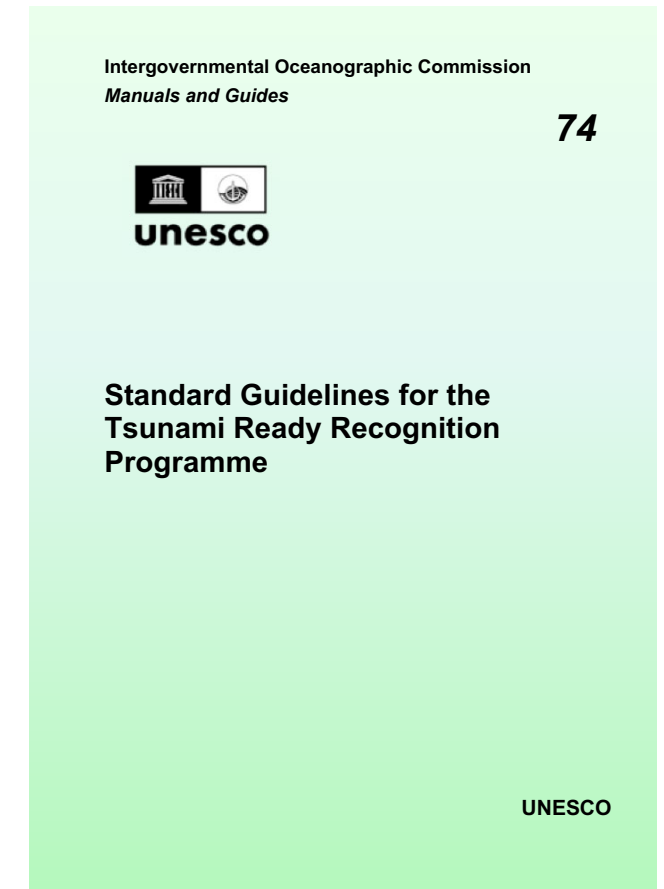 Intergovernmental Oceanographic Commission
Manuals and Guides
74
unesco
Standard Guidelines for the
Tsunami Ready Recognition
Programme
UNESCO